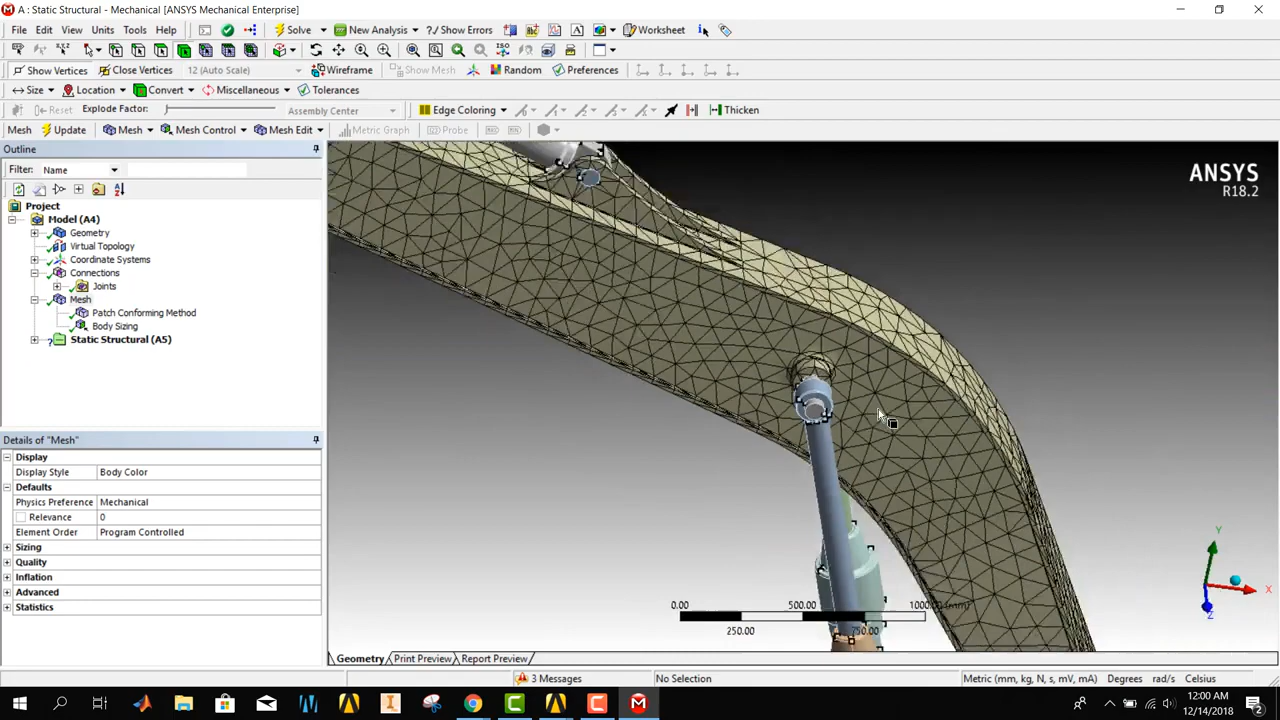 A : Static Structural - Mechanical [ANSYS Mechanical Enterprise]
File Edit View Units Tools Help Solve New Analysis ?/ Show Errors Worksheet
Show Vertices Close Vertices 12 (Auto Scale) Wireframe Show Mesh Random Preferences
Size Location Convert Miscellaneous Tolerances
Reset Explode Factor: Assembly Center Edge Coloring Thicken
Mesh Update Mesh Mesh Control Mesh Edit Metric Graph Probe
Outline
Filter: Name
Project
Model (A4)
Geometry
Virtual Topology
Coordinate Systems
Connections
Joints
Mesh
Patch Conforming Method
Body Sizing
Static Structural (A5)
Details of "Mesh"
Display
Display Style Body Color
Defaults
Physics Preference Mechanical
Relevance 0
Element Order Program Controlled
Sizing
Quality
Inflation
Advanced
Statistics
ANSYS
R18.2
Y
X
Z
0.00 500.00 1000.00 (mm)
250.00 750.00
Geometry Print Preview Report Preview
3 Messages No Selection Metric (mm, kg, N, s, mV, mA) Degrees rad/s Celsius
12:00 AM
12/14/2018
2